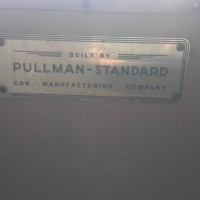 BUILT BY
PULLMAN-STANDARD
CAR MANUFACTURING COMPANY